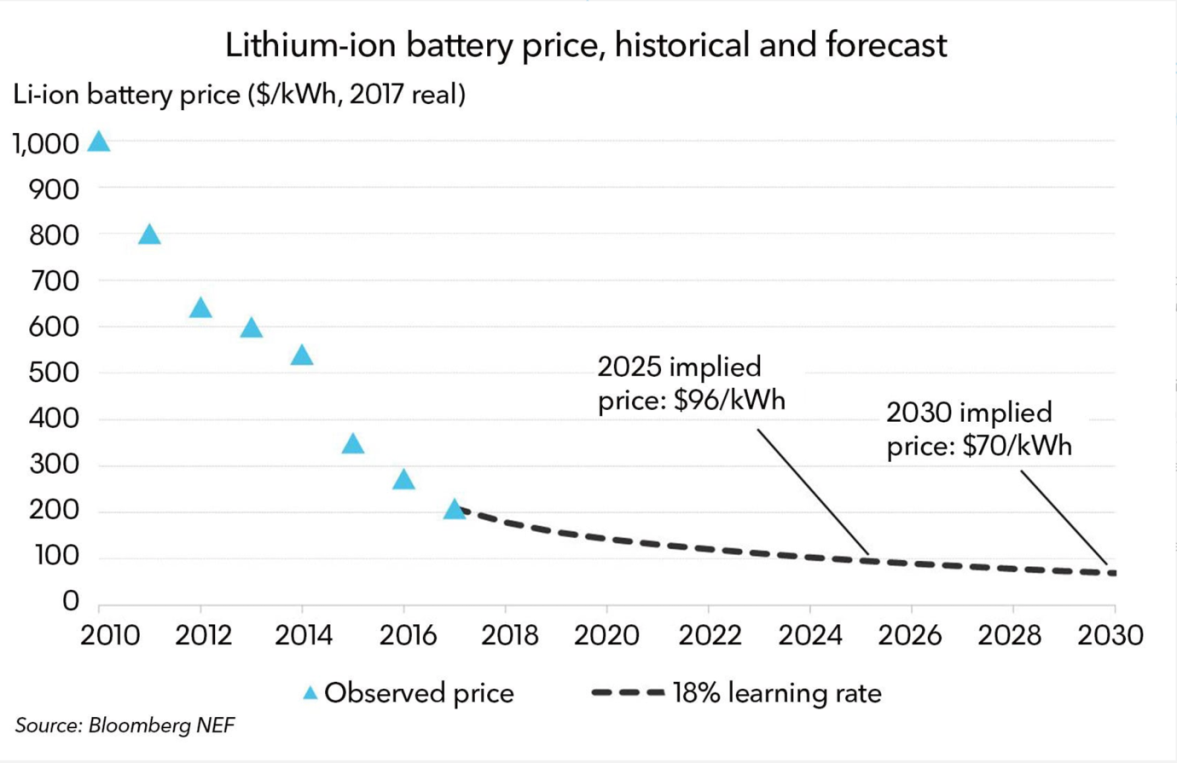 Lithium-ion battery price, historical and forecast
Li-ion battery price ($/kWh, 2017 real)
1,000
900
800
700
600
500
400
300
200
100
0
2025 implied
price: $96/kWh
2030 implied
price: $70/kWh
2010 2012 2014 2016 2018 2020 2022 2024 2026 2028 2030
Observed price 18% learning rate
Source: Bloomberg NEF